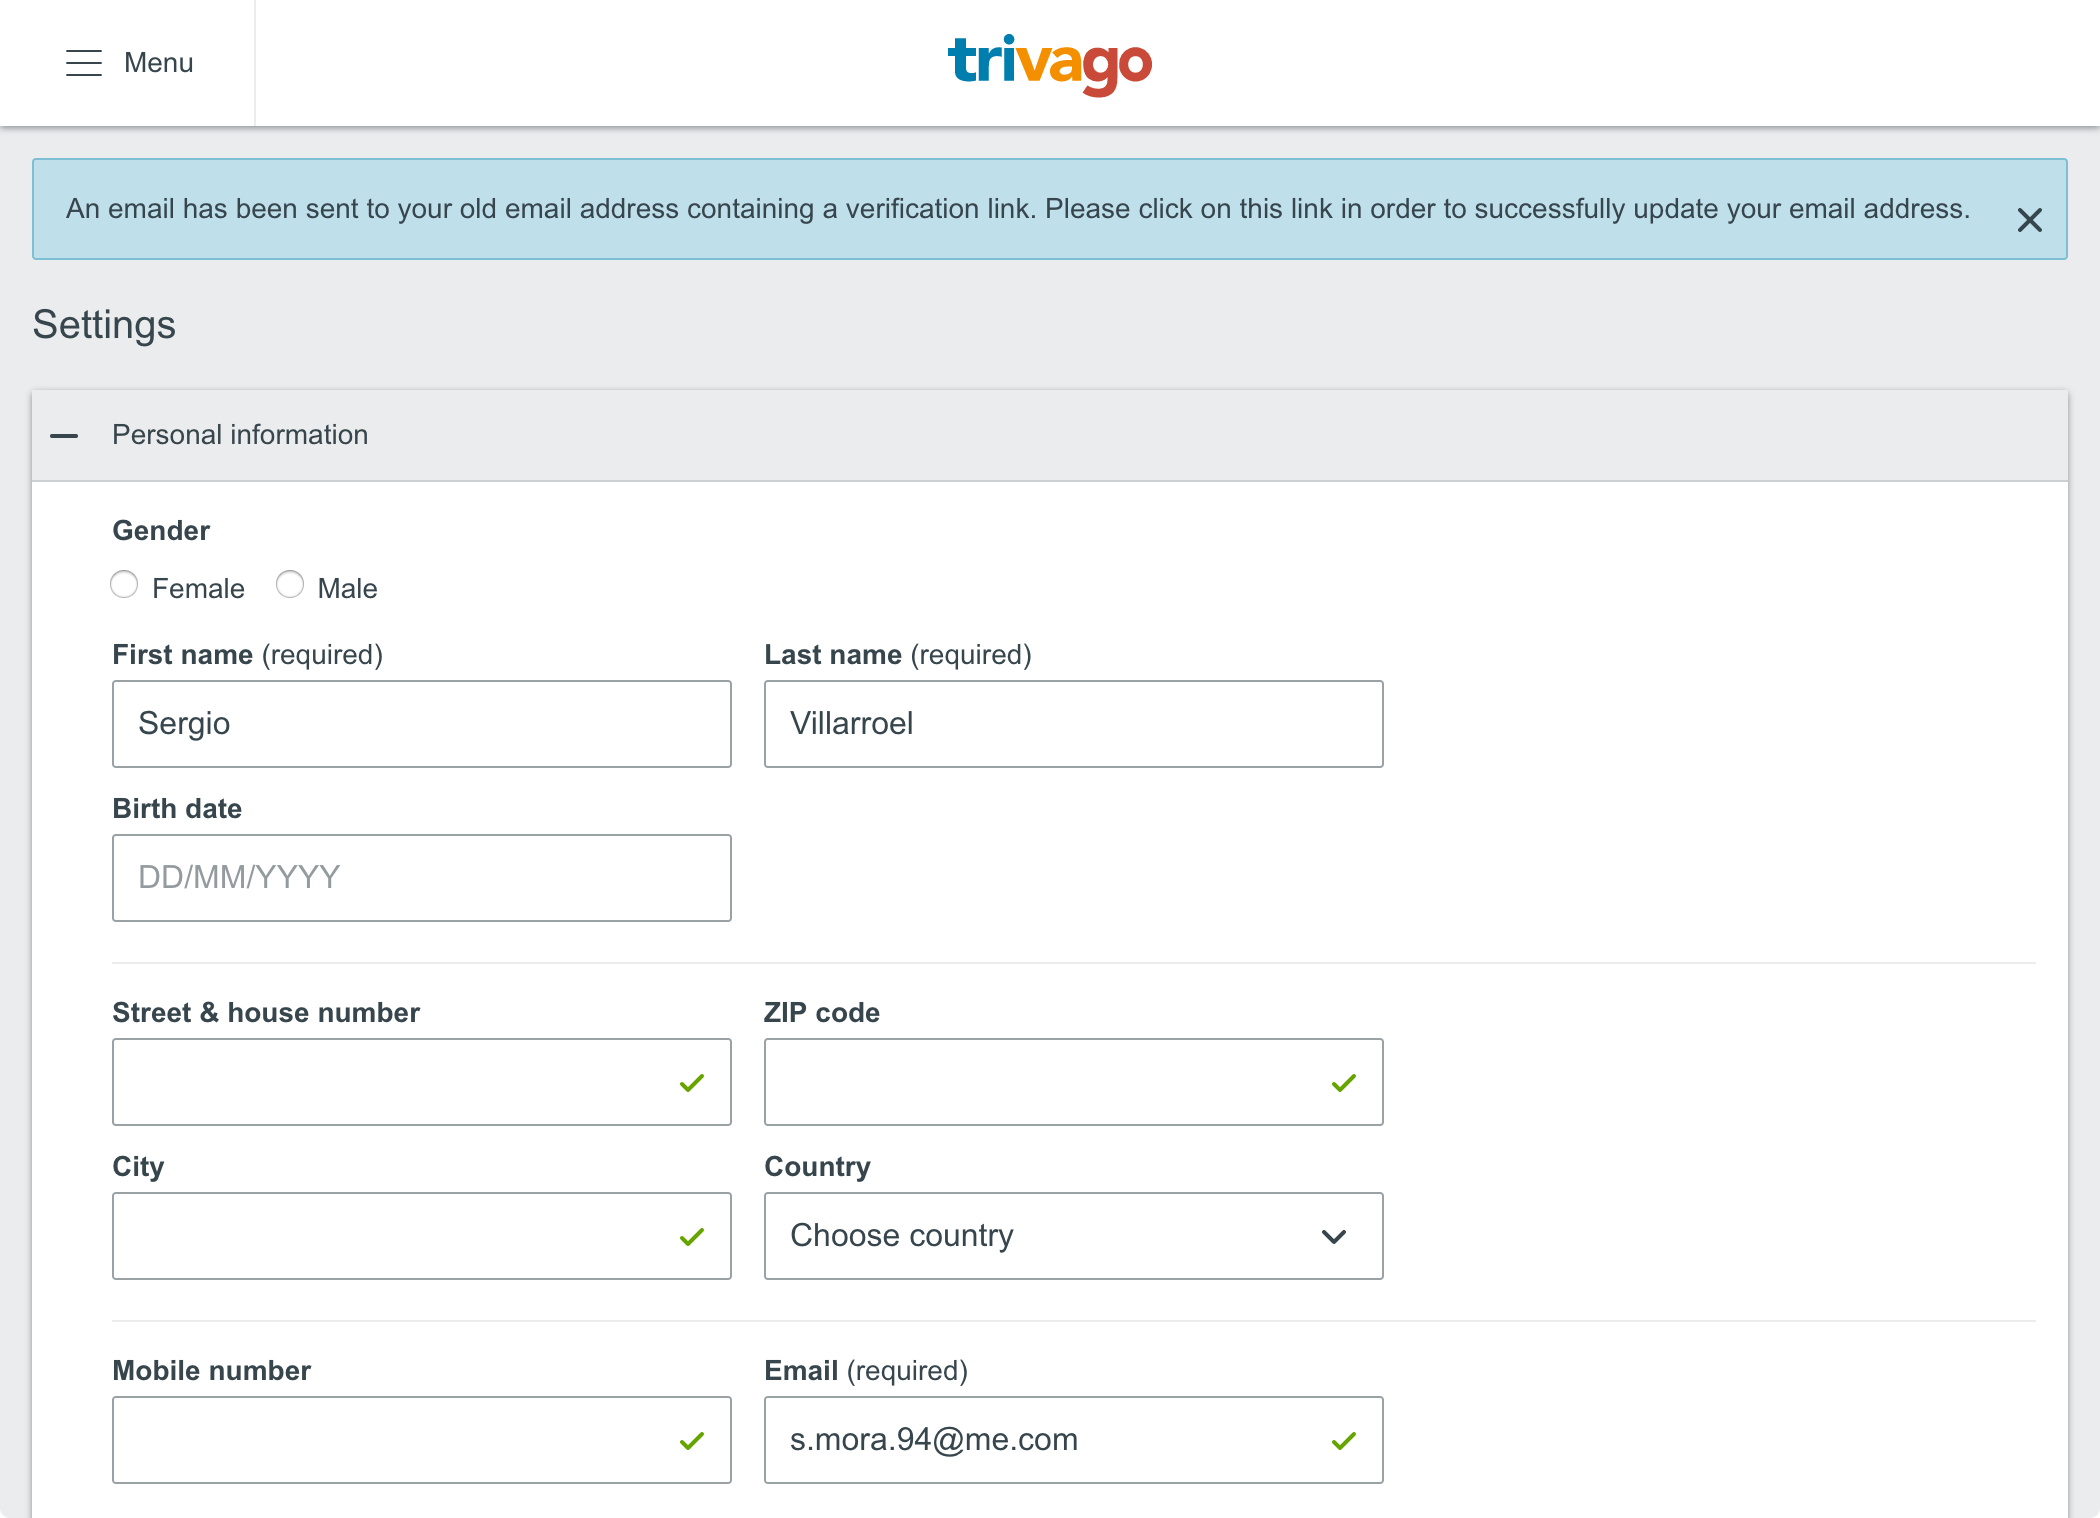 Menu
trivago
An email has been sent to your old email address containing a verification link. Please click on this link in order to successfully update your email address.
Settings
Personal information
Gender
Female Male
First name (required) Last name (required)
Sergio Villarroel
Birth date
DD/MM/YYYY
Street & house number ZIP code
City Country
Choose country
Mobile number Email (required)
s.mora.94@me.com